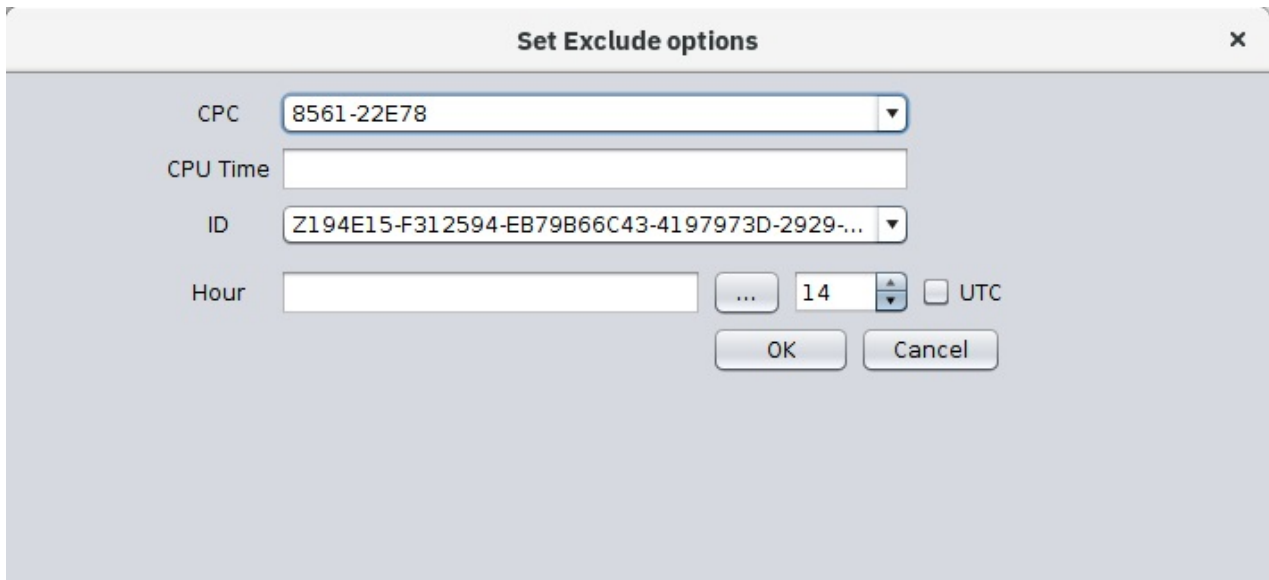 Set Exclude options ×
CPC 8561-22E78
CPU Time
ID Z194E15-F312594-EB79B66C43-4197973D-2929-...
Hour ... 14 UTC
OK Cancel